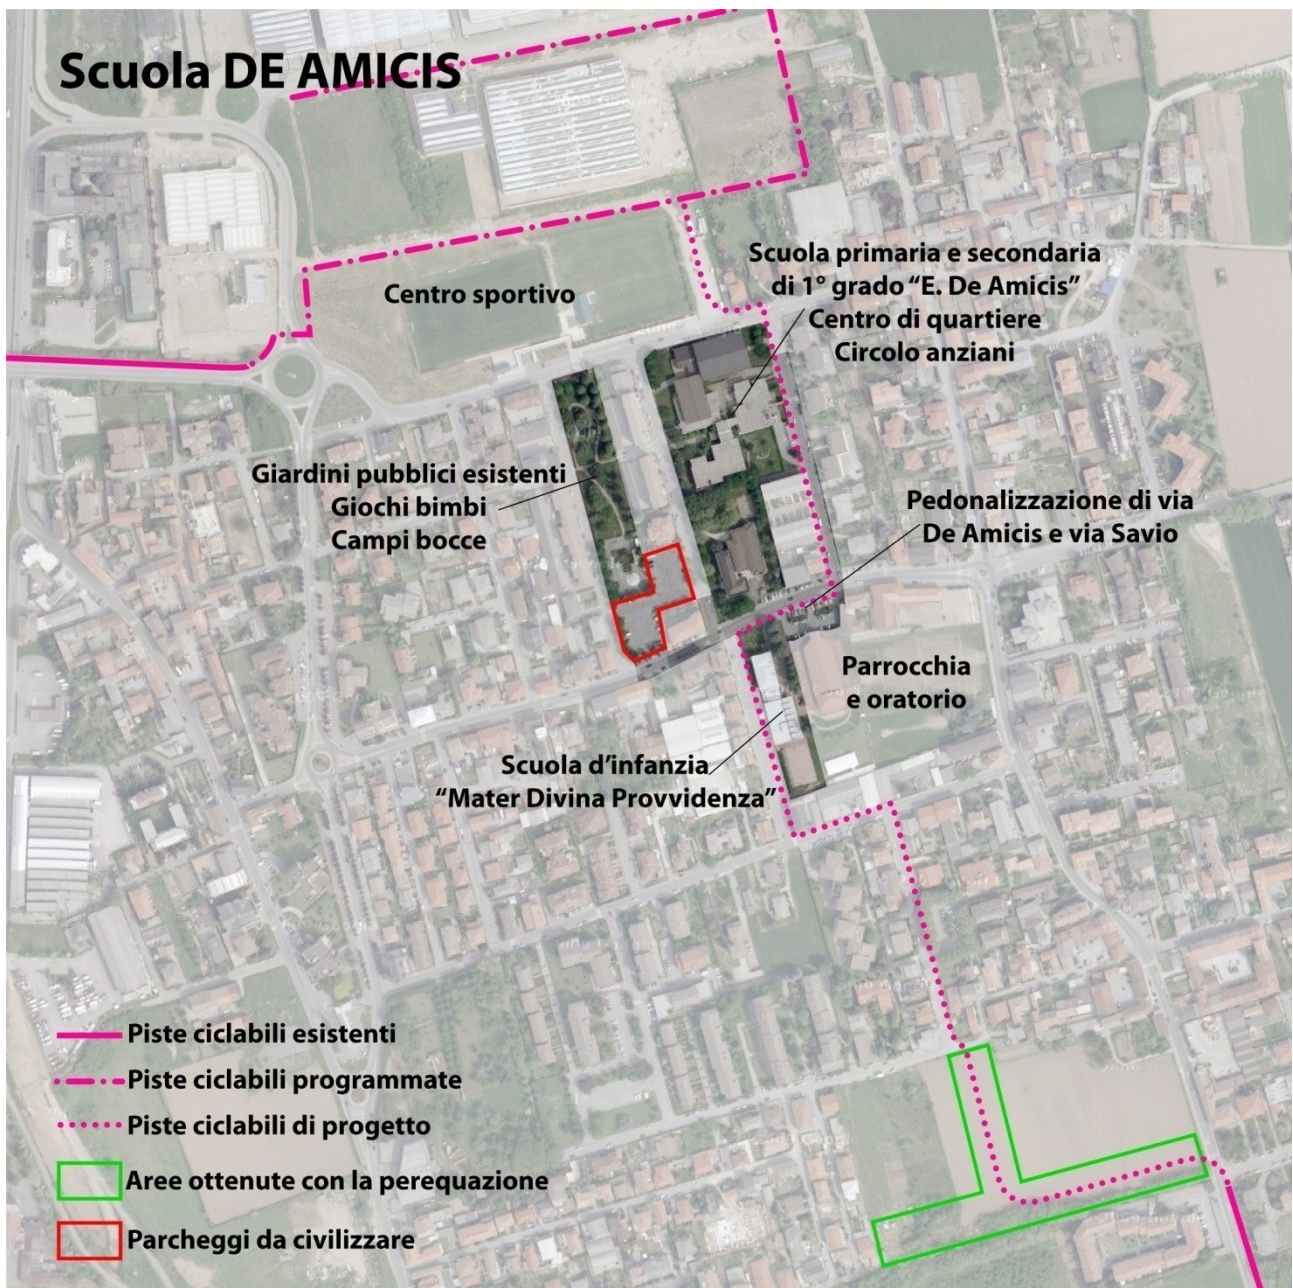 Scuola DE AMICIS
Scuola primaria e secondaria
di 1° grado “E. De Amicis”
Centro di quartiere
Circolo anziani
Centro sportivo
Giardini pubblici esistenti
Giochi bimbi
Campi bocce
Pedonalizzazione di via
De Amicis e via Savio
Parrocchia
e oratorio
Scuola d’infanzia
“Mater Divina Provvidenza”
Piste ciclabili esistenti
Piste ciclabili programmate
Piste ciclabili di progetto
Aree ottenute con la perequazione
Parcheggi da civilizzare